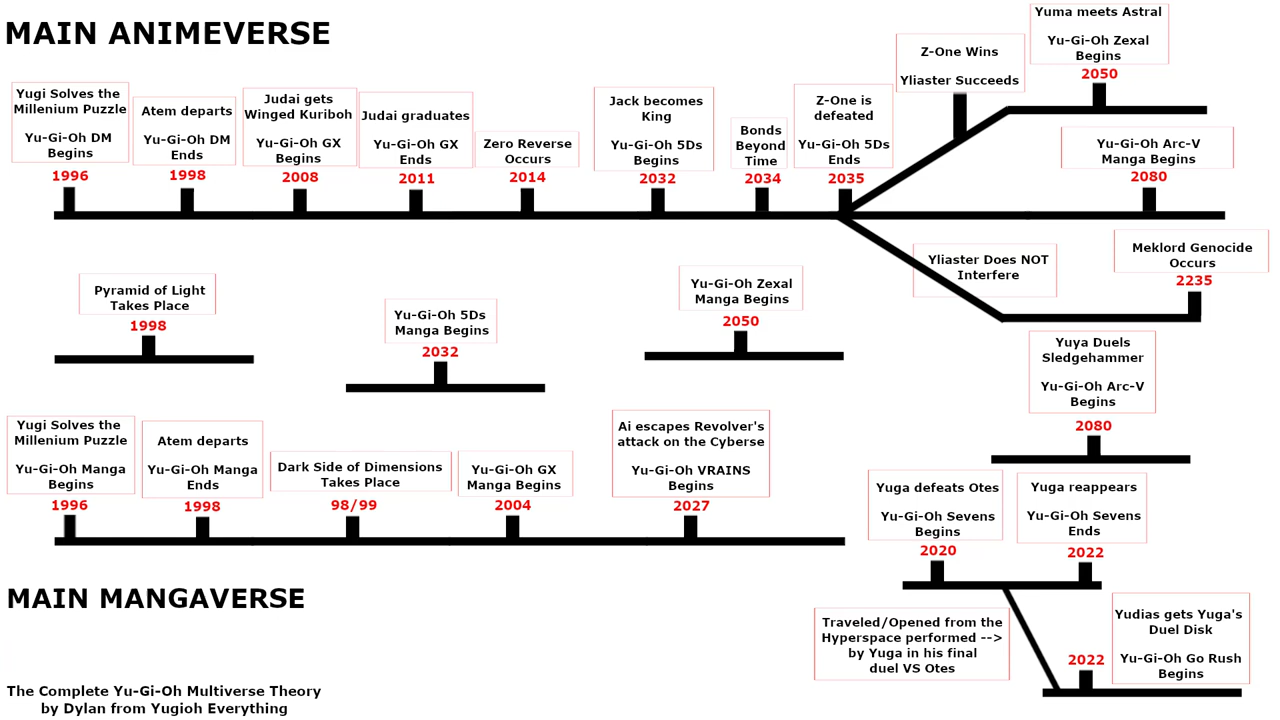 MAIN ANIMEVERSE
Yugi Solves the
Millenium Puzzle
Yu-Gi-Oh DM
Begins
1996
Atem departs
Yu-Gi-Oh DM
Ends
1998
Judai gets
Winged Kuriboh
Yu-Gi-Oh GX
Begins
2008
Judai graduates
Yu-Gi-Oh GX
Ends
2011
Zero Reverse
Occurs
2014
Jack becomes
King
Yu-Gi-Oh 5Ds
Begins
2032
Bonds
Beyond
Time
2034
Z-One is
defeated
Yu-Gi-Oh 5Ds
Ends
2035
Z-One Wins
Yliaster Succeeds
Yuma meets Astral
Yu-Gi-Oh Zexal
Begins
2050
Yu-Gi-Oh Arc-V
Manga Begins
2080
Yliaster Does NOT
Interfere
Meklord Genocide
Occurs
2235
Pyramid of Light
Takes Place
1998
Yu-Gi-Oh 5Ds
Manga Begins
2032
Yu-Gi-Oh Zexal
Manga Begins
2050
Yuya Duels
Sledgehammer
Yu-Gi-Oh Arc-V
Begins
2080
Yugi Solves the
Millenium Puzzle
Yu-Gi-Oh Manga
Begins
1996
Atem departs
Yu-Gi-Oh Manga
Ends
1998
Dark Side of Dimensions
Takes Place
98/99
Yu-Gi-Oh GX
Manga Begins
2004
Ai escapes Revolver's
attack on the Cyberse
Yu-Gi-Oh VRAINS
Begins
2027
Yuga defeats Otes
Yu-Gi-Oh Sevens
Begins
2020
Yuga reappears
Yu-Gi-Oh Sevens
Ends
2022
Traveled/Opened from the
Hyperspace performed -->
by Yuga in his final
duel VS Otes
Yudias gets Yuga's
Duel Disk
Yu-Gi-Oh Go Rush
Begins
2022
MAIN MANGAVERSE
The Complete Yu-Gi-Oh Multiverse Theory
by Dylan from Yugioh Everything